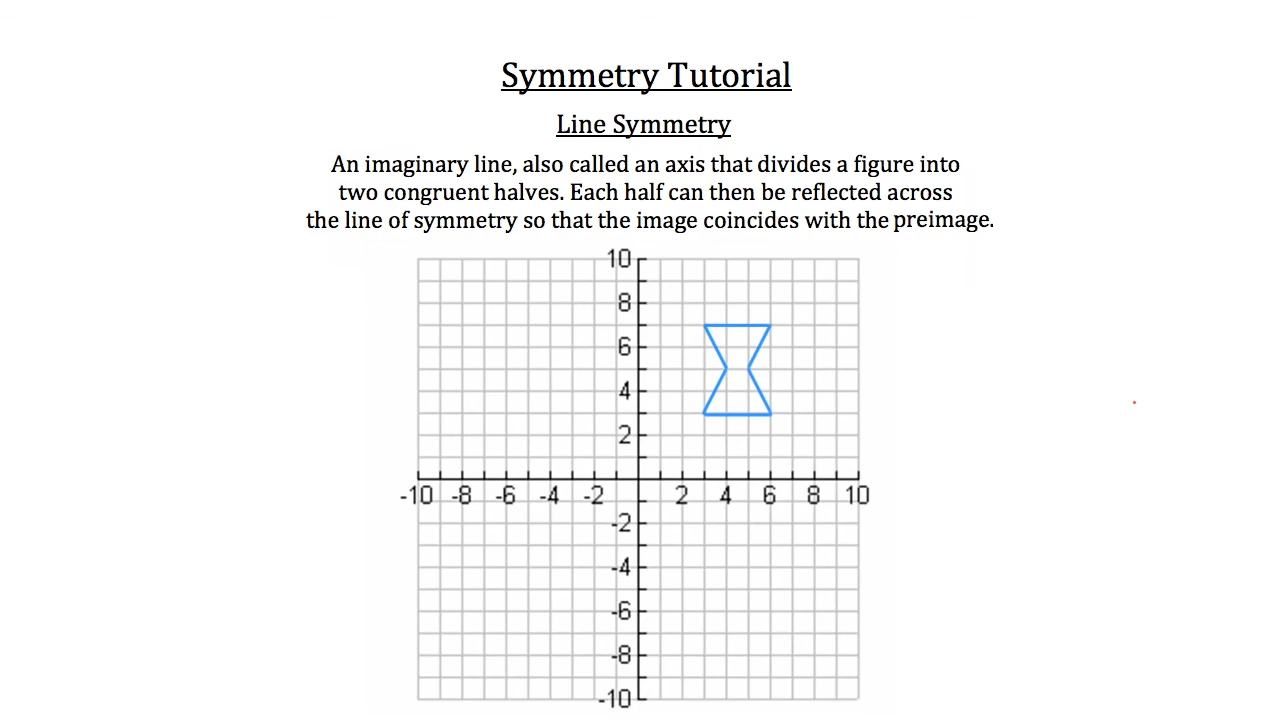 Symmetry Tutorial
Line Symmetry
An imaginary line, also called an axis that divides a figure into
two congruent halves. Each half can then be reflected across
the line of symmetry so that the image coincides with the preimage.
10
8
6
4
2
-10 -8 -6 -4 -2 2 4 6 8 10
-2
-4
-6
-8
-10